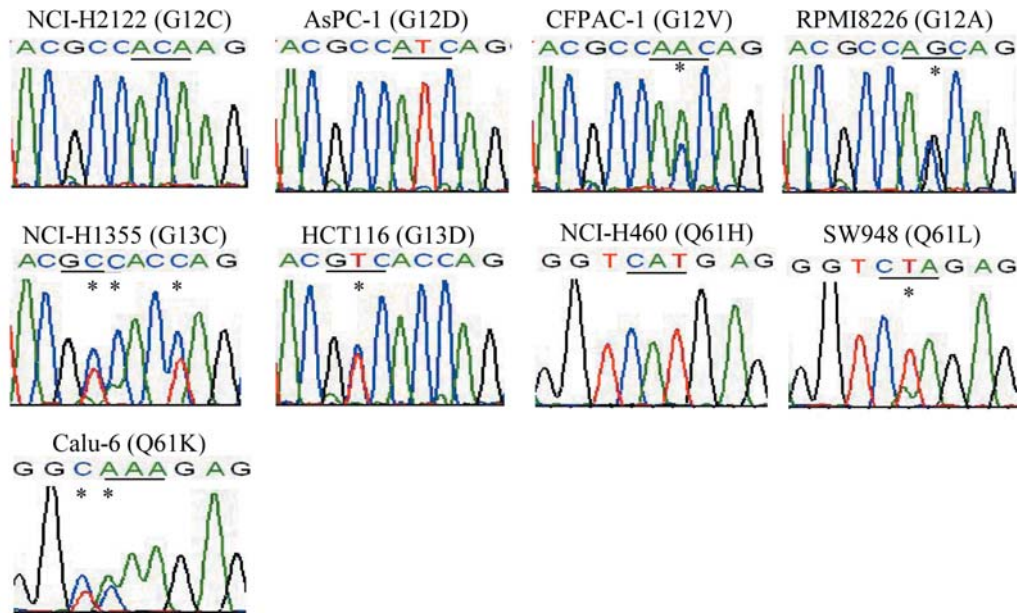 NCI-H2122 (G12C)
ACGCCACAAG
AsPC-1 (G12D)
ACGCCATCAG
CFPAC-1 (G12V)
ACGCCAACAG
*
RPMI8226 (G12A)
ACGCCAGCAG
*
NCI-H1355 (G13C)
ACGCCACCAG
* * *
HCT116 (G13D)
ACGTCACCAG
*
NCI-H460 (Q61H)
GGTCATGAG
SW948 (Q61L)
GGTCTAGAG
*
Calu-6 (Q61K)
GGCAAAGAG
* *